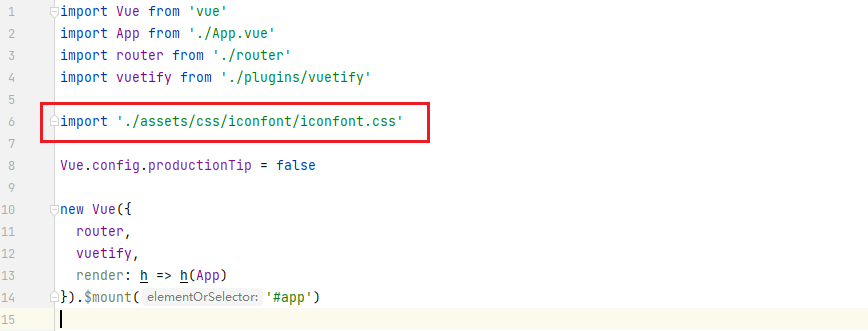 1 import Vue from 'vue'
2 import App from './App.vue'
3 import router from './router'
4 import vuetify from './plugins/vuetify'
5
6 import './assets/css/iconfont/iconfont.css'
7
8 Vue.config.productionTip = false
9
10 new Vue({
11   router,
12   vuetify,
13   render: h => h(App)
14 }).$mount( elementOrSelector: '#app')
15